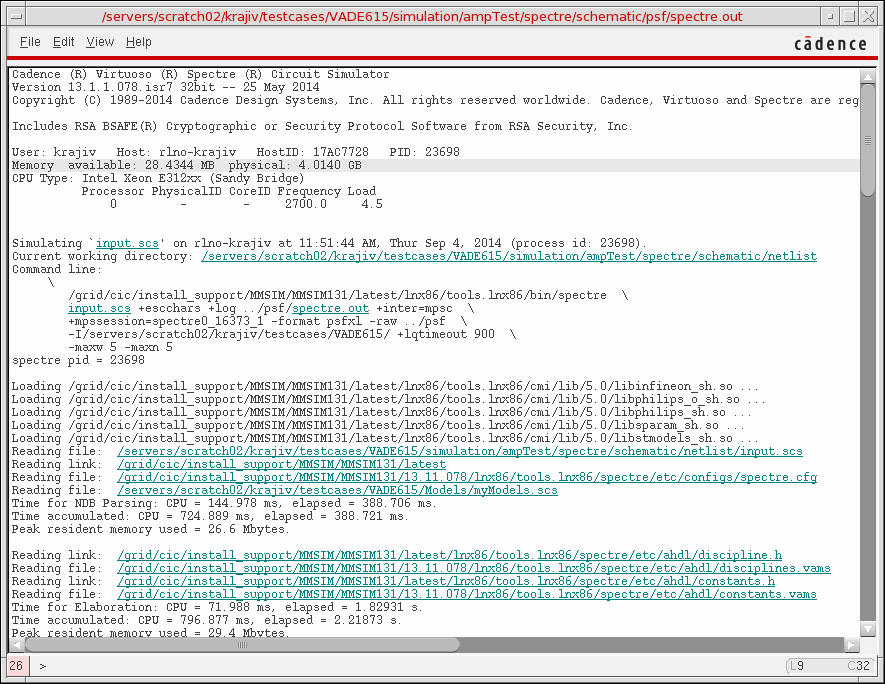 /servers/scratch02/krajiv/testcases/VADE615/simulation/ampTest/spectre/schematic/psf/spectre.out
File Edit View Help
cādence
Cadence (R) Virtuoso (R) Spectre (R) Circuit Simulator
Version 13.1.1.078.isr7 32bit -- 25 May 2014
Copyright (C) 1989-2014 Cadence Design Systems, Inc. All rights reserved worldwide. Cadence, Virtuoso and Spectre are reg
Includes RSA BSAFE(R) Cryptographic or Security Protocol Software from RSA Security, Inc.
User: krajiv   Host: rlno-krajiv   HostID: 17AC7728   PID: 23698
Memory  available: 28.4344 MB  physical: 4.0140 GB
CPU Type: Intel Xeon E312xx (Sandy Bridge)
Processor PhysicalID CoreID Frequency Load
0 - - 2700.0 4.5
Simulating `input.scs' on rlno-krajiv at 11:51:44 AM, Thur Sep 4, 2014 (process id: 23698).
Current working directory: /servers/scratch02/krajiv/testcases/VADE615/simulation/ampTest/spectre/schematic/netlist
Command line:
\
/grid/cic/install_support/MMSIM/MMSIM131/latest/lnx86/tools.lnx86/bin/spectre  \
input.scs +escchars +log ../psf/spectre.out +inter=mpsc  \
+mpssession=spectre0_16373_1 -format psfxl -raw ../psf  \
-I/servers/scratch02/krajiv/testcases/VADE615/ +lqtimeout 900  \
-maxw 5 -maxn 5
spectre pid = 23698
Loading /grid/cic/install_support/MMSIM/MMSIM131/latest/lnx86/tools.lnx86/cmi/lib/5.0/libinfineon_sh.so ...
Loading /grid/cic/install_support/MMSIM/MMSIM131/latest/lnx86/tools.lnx86/cmi/lib/5.0/libphilips_o_sh.so ...
Loading /grid/cic/install_support/MMSIM/MMSIM131/latest/lnx86/tools.lnx86/cmi/lib/5.0/libphilips_sh.so ...
Loading /grid/cic/install_support/MMSIM/MMSIM131/latest/lnx86/tools.lnx86/cmi/lib/5.0/libsparam_sh.so ...
Loading /grid/cic/install_support/MMSIM/MMSIM131/latest/lnx86/tools.lnx86/cmi/lib/5.0/libstmodels_sh.so ...
Reading file:  /servers/scratch02/krajiv/testcases/VADE615/simulation/ampTest/spectre/schematic/netlist/input.scs
Reading link:  /grid/cic/install_support/MMSIM/MMSIM131/latest
Reading file:  /grid/cic/install_support/MMSIM/MMSIM131/13.11.078/lnx86/tools.lnx86/spectre/etc/configs/spectre.cfg
Reading file:  /servers/scratch02/krajiv/testcases/VADE615/Models/myModels.scs
Time for NDB Parsing: CPU = 144.978 ms, elapsed = 388.706 ms.
Time accumulated: CPU = 724.889 ms, elapsed = 388.721 ms.
Peak resident memory used = 26.6 Mbytes.
Reading link:  /grid/cic/install_support/MMSIM/MMSIM131/latest/lnx86/tools.lnx86/spectre/etc/ahdl/discipline.h
Reading file:  /grid/cic/install_support/MMSIM/MMSIM131/13.11.078/lnx86/tools.lnx86/spectre/etc/ahdl/disciplines.vams
Reading link:  /grid/cic/install_support/MMSIM/MMSIM131/latest/lnx86/tools.lnx86/spectre/etc/ahdl/constants.h
Reading file:  /grid/cic/install_support/MMSIM/MMSIM131/13.11.078/lnx86/tools.lnx86/spectre/etc/ahdl/constants.vams
Time for Elaboration: CPU = 71.988 ms, elapsed = 1.82931 s.
Time accumulated: CPU = 796.877 ms, elapsed = 2.21873 s.
Peak resident memory used = 29.4 Mbytes.
26 > L9 C32